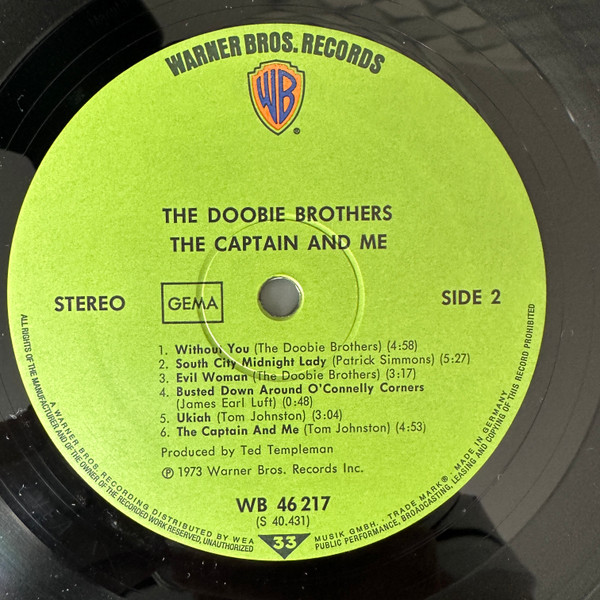 WARNER BROS. RECORDS
WB
®
THE DOOBIE BROTHERS
THE CAPTAIN AND ME
STEREO
GEMA
SIDE 2
1. Without You (The Doobie Brothers) (4:58)
2. South City Midnight Lady (Patrick Simmons) (5:27)
3. Evil Woman (The Doobie Brothers) (3:17)
4. Busted Down Around O'Connelly Corners
(James Earl Luft) (0:48)
5. Ukiah (Tom Johnston) (3:04)
6. The Captain And Me (Tom Johnston) (4:53)
Produced by Ted Templeman
Ⓟ 1973 Warner Bros. Records Inc.
WB 46 217
(S 40.431)
33
A WARNER BROS. RECORDING DISTRIBUTED BY WEA MUSIK GMBH., TRADE MARK®. MADE IN GERMANY
ALL RIGHTS OF THE MANUFACTURER AND OF THE OWNER OF THE RECORDED WORK RESERVED, UNAUTHORIZED PUBLIC PERFORMANCE, BROADCASTING, LEASING AND COPYING OF THIS RECORD PROHIBITED